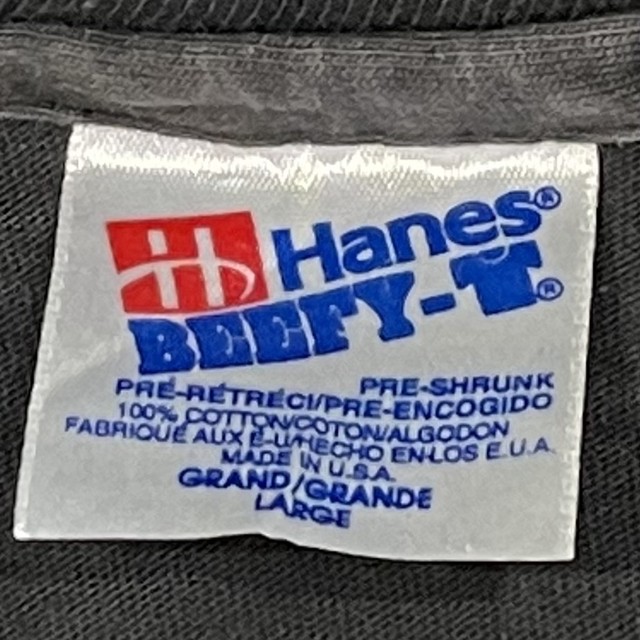 H Hanes®
BEEFY-T®
PRE-SHRUNK
PRÉ-RÉTRÉCI/PRE-ENCOGIDO
100% COTTON/COTON/ALGODON
FABRIQUÉ AUX É-U/HECHO EN-LOS E.U.A.
MADE IN U.S.A.
GRAND/GRANDE
LARGE